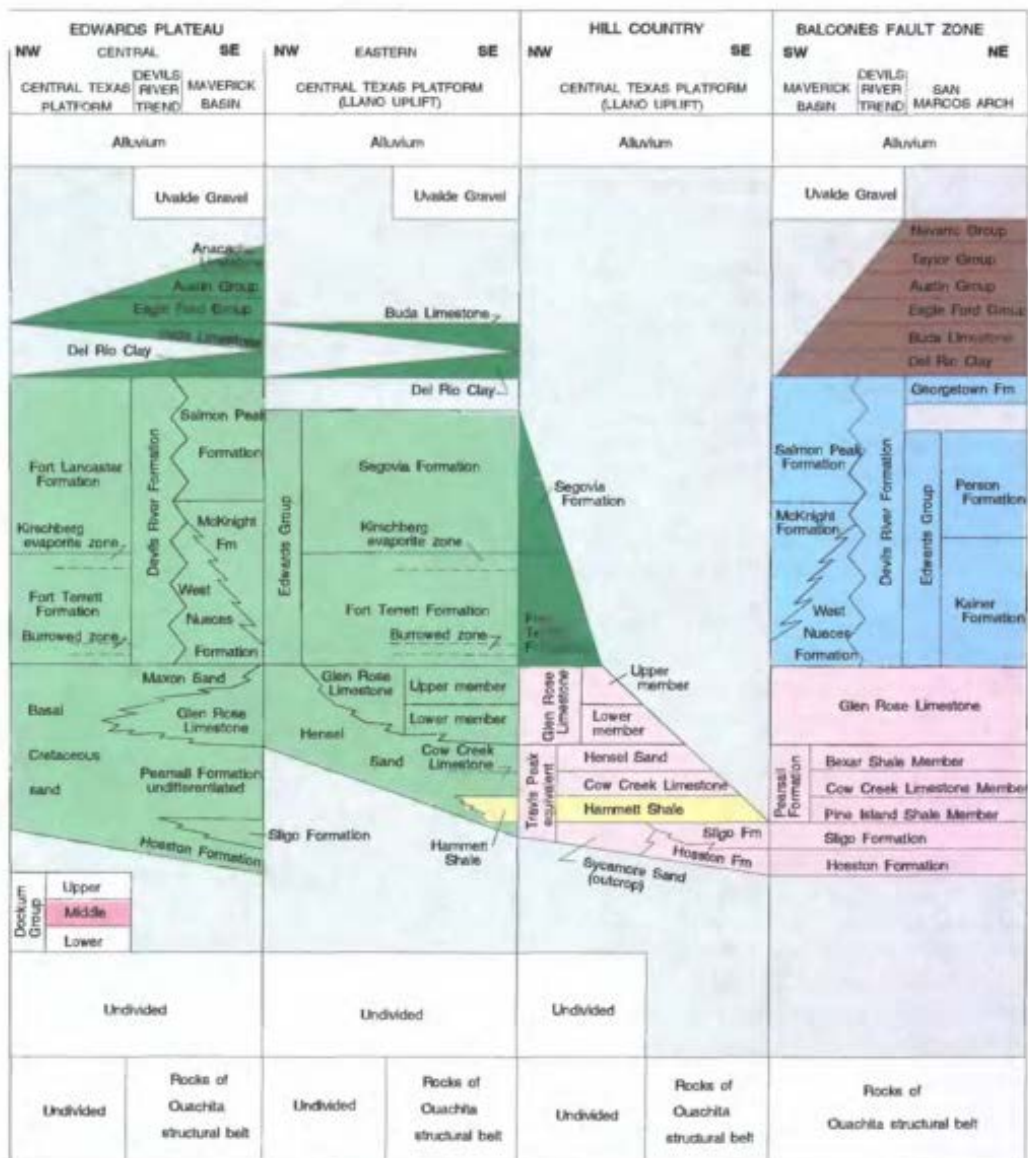 EDWARDS PLATEAU
NW CENTRAL SE
CENTRAL TEXAS PLATFORM
DEVILS RIVER TREND
MAVERICK BASIN
NW EASTERN SE
CENTRAL TEXAS PLATFORM
(LLANO UPLIFT)
HILL COUNTRY
NW SE
CENTRAL TEXAS PLATFORM
(LLANO UPLIFT)
BALCONES FAULT ZONE
SW NE
MAVERICK BASIN
DEVILS RIVER TREND
SAN MARCOS ARCH
Alluvium
Alluvium
Alluvium
Alluvium
Uvalde Gravel
Uvalde Gravel
Uvalde Gravel
Austin Group
Eagle Ford Group
Buda Limestone
Del Rio Clay
Buda Limestone
Del Rio Clay
Navarro Group
Taylor Group
Austin Group
Eagle Ford Group
Buda Limestone
Del Rio Clay
Georgetown Fm
Fort Lancaster
Formation
Kirschberg
evaporite zone
Fort Terrett
Formation
Burrowed zone
Devils River Formation
Salmon Peak
Formation
McKnight
Fm
West
Nueces
Formation
Edwards Group
Segovia Formation
Kirschberg
evaporite zone
Fort Terrett Formation
Burrowed zone
Segovia
Formation
Salmon Peak
Formation
McKnight
Formation
West
Nueces
Formation
Devils River Formation
Edwards Group
Person
Formation
Kainer
Formation
Maxon Sand
Basal
Cretaceous
sand
Glen Rose
Limestone
Pearsall Formation
undifferentiated
Sligo Formation
Hosston Formation
Glen Rose
Limestone
Upper member
Lower member
Hensel
Sand
Cow Creek
Limestone
Hammett
Shale
Glen Rose
Limestone
Upper
member
Lower
member
Travis Peak
equivalent
Hensel Sand
Cow Creek Limestone
Hammett Shale
Sligo Fm
Hosston Fm
Sycamore Sand
(outcrop)
Glen Rose Limestone
Pearsall
Formation
Bexar Shale Member
Cow Creek Limestone Member
Pine Island Shale Member
Sligo Formation
Hosston Formation
Dockum
Group
Upper
Middle
Lower
Undivided
Undivided
Undivided
Undivided
Rocks of
Ouachita
structural belt
Undivided
Rocks of
Ouachita
structural belt
Undivided
Rocks of
Ouachita
structural belt
Rocks of
Ouachita structural belt